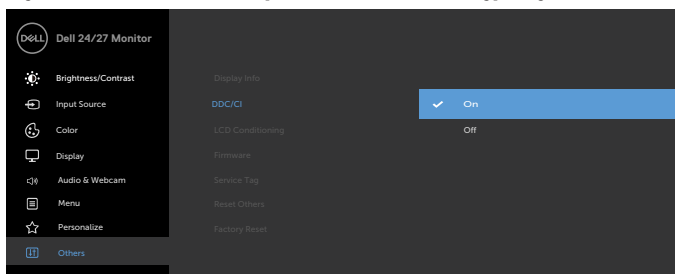 DELL Dell 24/27 Monitor
Brightness/Contrast Display Info
Input Source DDC/CI On
Color LCD Conditioning Off
Display Firmware
Audio & Webcam Service Tag
Menu Reset Others
Personalize Factory Reset
Others